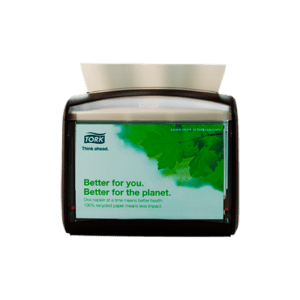 TORK
Think ahead.
Better for you.
Better for the planet.
One napkin at a time means better health.
100% recycled paper means less impact.